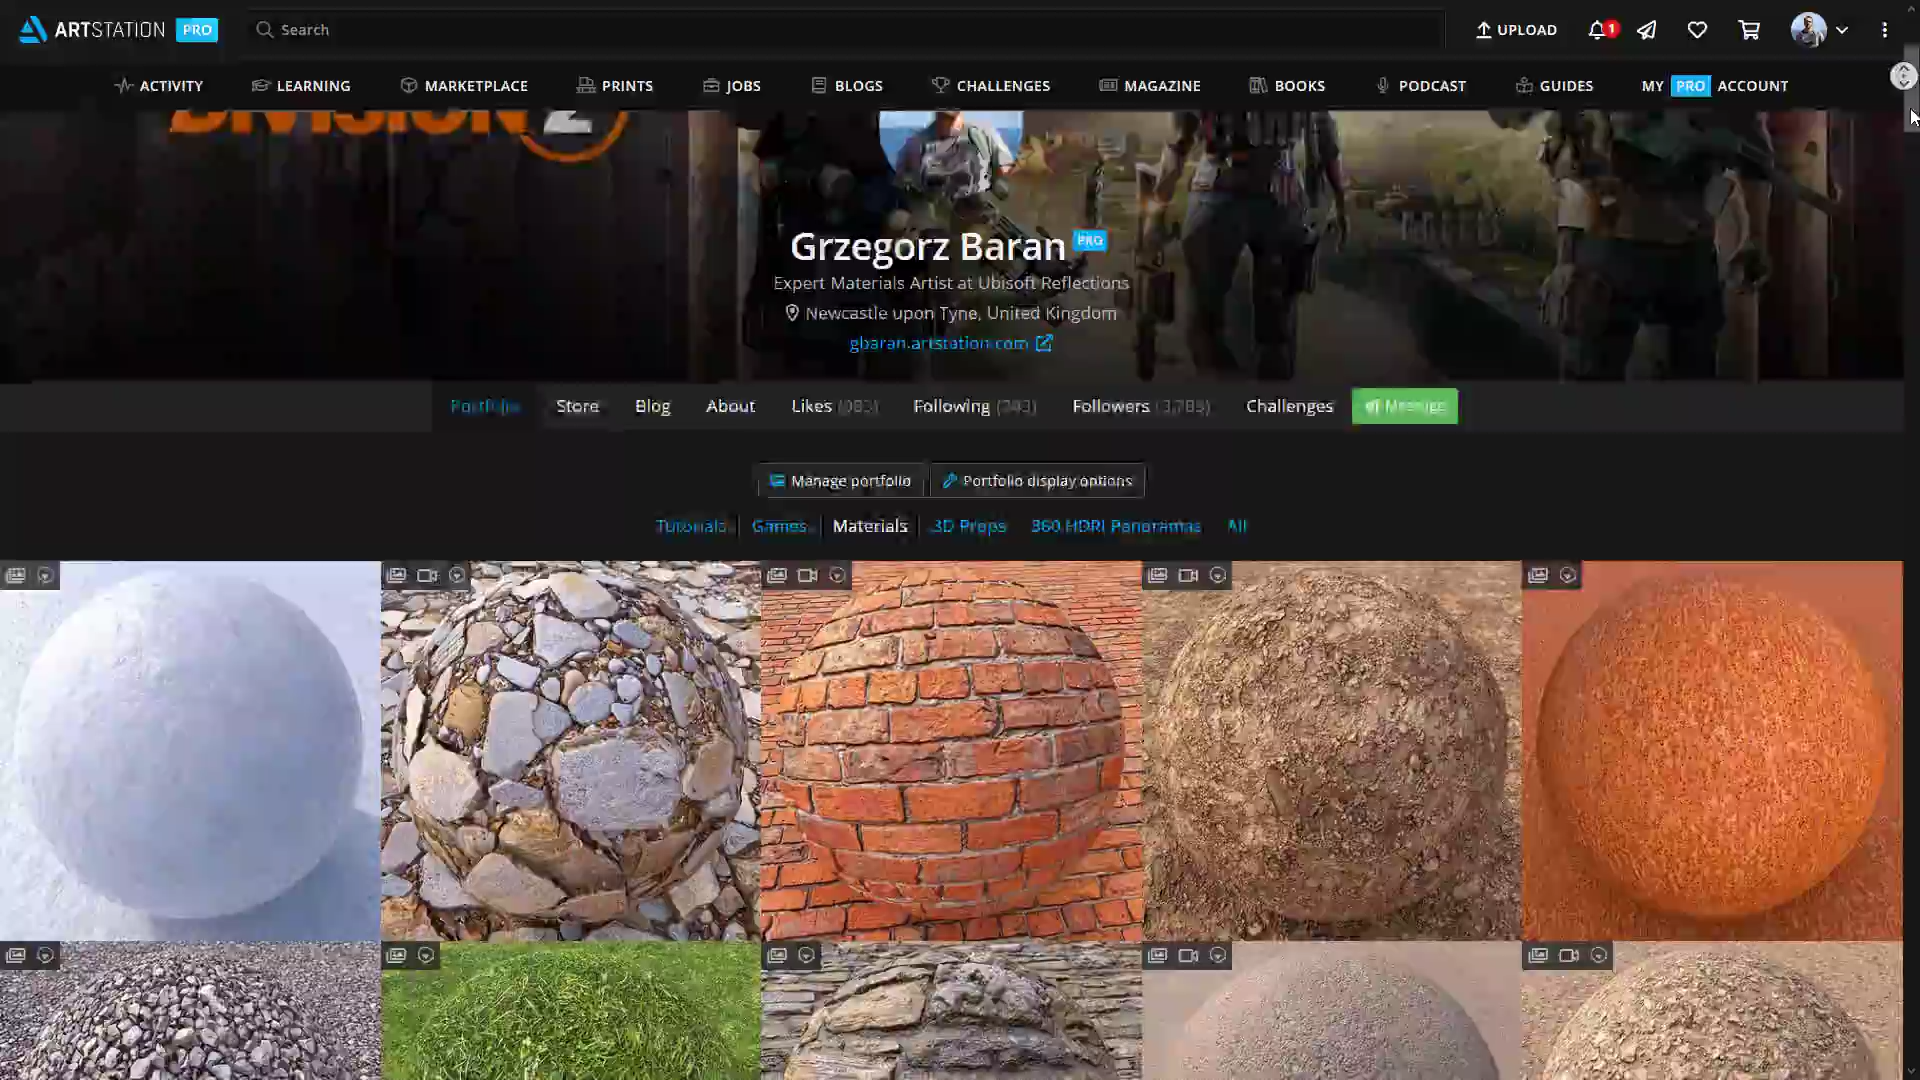 ARTSTATION PRO
Search
UPLOAD
1
ACTIVITY
LEARNING
MARKETPLACE
PRINTS
JOBS
BLOGS
CHALLENGES
MAGAZINE
BOOKS
PODCAST
GUIDES
MY PRO ACCOUNT
DIVISION 2
Grzegorz Baran PRO
Expert Materials Artist at Ubisoft Reflections
Newcastle upon Tyne, United Kingdom
gbaran.artstation.com
Portfolio
Store
Blog
About
Likes
Following
Followers
Challenges
Message
Manage portfolio
Portfolio display options
Tutorials
Games
Materials
3D Props
360 HDRI Panoramas
All